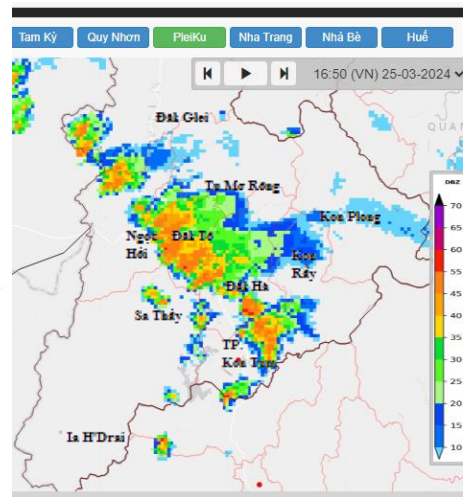 Tam Kỳ
Quy Nhơn
PleiKu
Nha Trang
Nhà Bè
Huế
16:50 (VN) 25-03-2024
Đăk Glei
QUAN
Tu Mơ Rông
Kon Plong
Ngọc
Hồi
Đăk Tô
Kon
Rẫy
Đăk Hà
Sa Thầy
TP.
Kon Tum
Ia H'Drai
DBZ
70
65
60
55
45
40
35
30
25
20
15
10